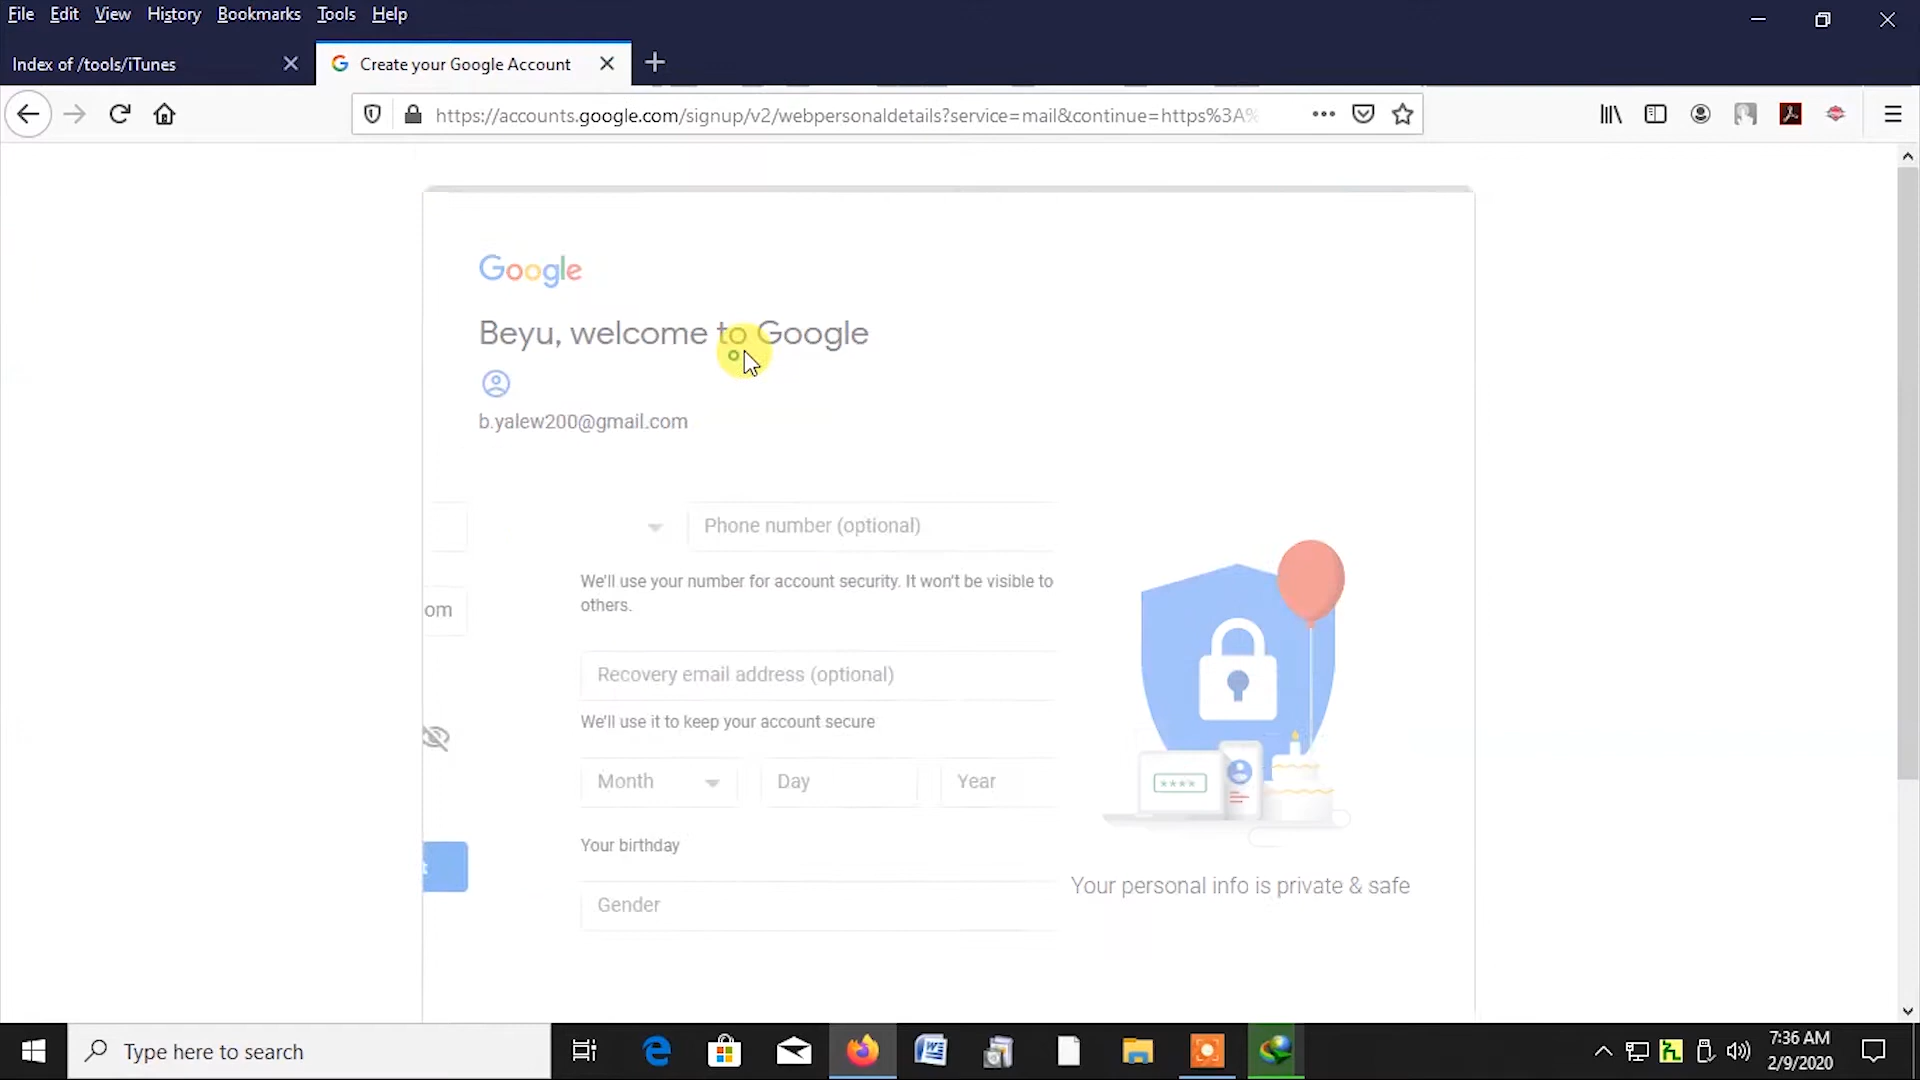 File Edit View History Bookmarks Tools Help
Index of /tools/iTunes
Create your Google Account
https://accounts.google.com/signup/v2/webpersonaldetails?service=mail&continue=https%3A%
Google
Beyu, welcome to Google
b.yalew200@gmail.com
Phone number (optional)
We'll use your number for account security. It won't be visible to
others.
om
Recovery email address (optional)
We'll use it to keep your account secure
Month Day Year
Your birthday
t
Gender
****
Your personal info is private & safe
Type here to search
7:36 AM
2/9/2020